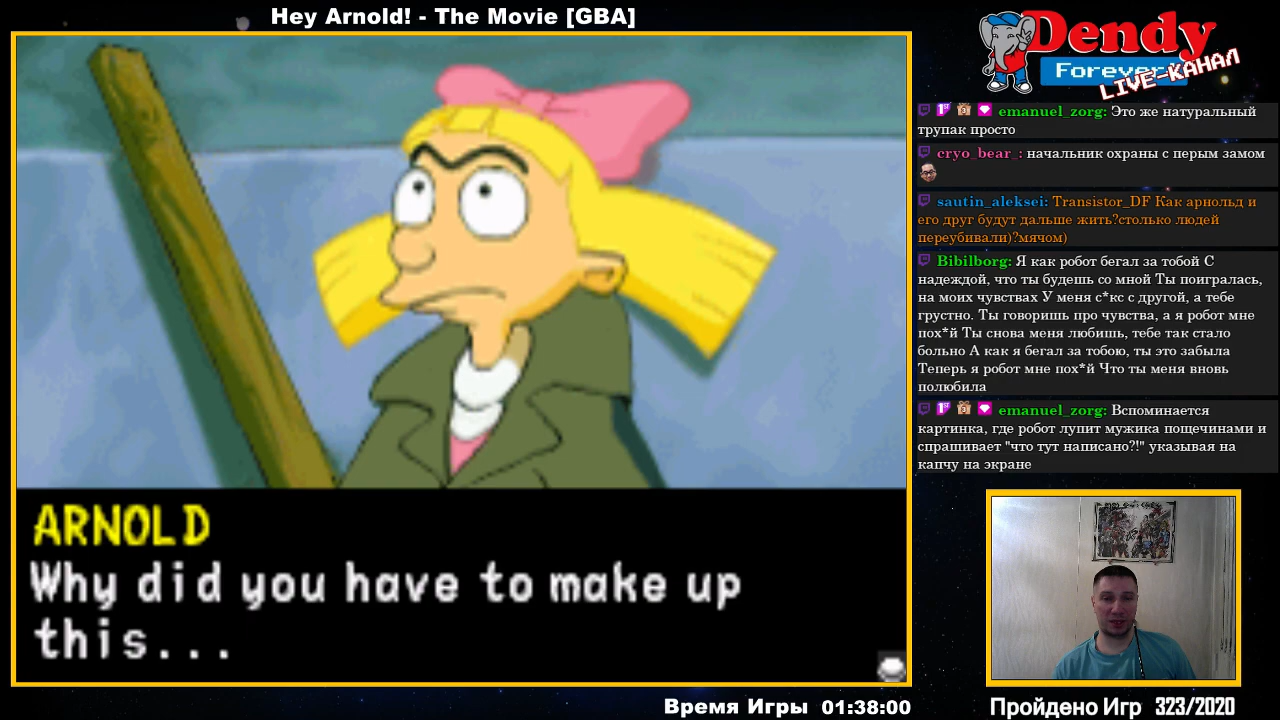 Hey Arnold! - The Movie [GBA]
ARNOLD
Why did you have to make up
this...
Время Игры 01:38:00
Dendy
Forever
LIVE-КАНАЛ
emanuel_zorg: Это же натуральный
трупак просто
cryo_bear_: начальник охраны с перым замом
sautin_aleksei: Transistor_DF Как арнольд и
его друг будут дальше жить?столько людей
переубивали)?мячом)
Bibilborg: Я как робот бегал за тобой С
надеждой, что ты будешь со мной Ты поигралась,
на моих чувствах У меня с*кс с другой, а тебе
грустно. Ты говоришь про чувства, а я робот мне
пох*й Ты снова меня любишь, тебе так стало
больно А как я бегал за тобою, ты это забыла
Теперь я робот мне пох*й Что ты меня вновь
полюбила
emanuel_zorg: Вспоминается
картинка, где робот лупит мужика пощечинами и
спрашивает "что тут написано?!" указывая на
капчу на экране
Пройдено Игр 323/2020